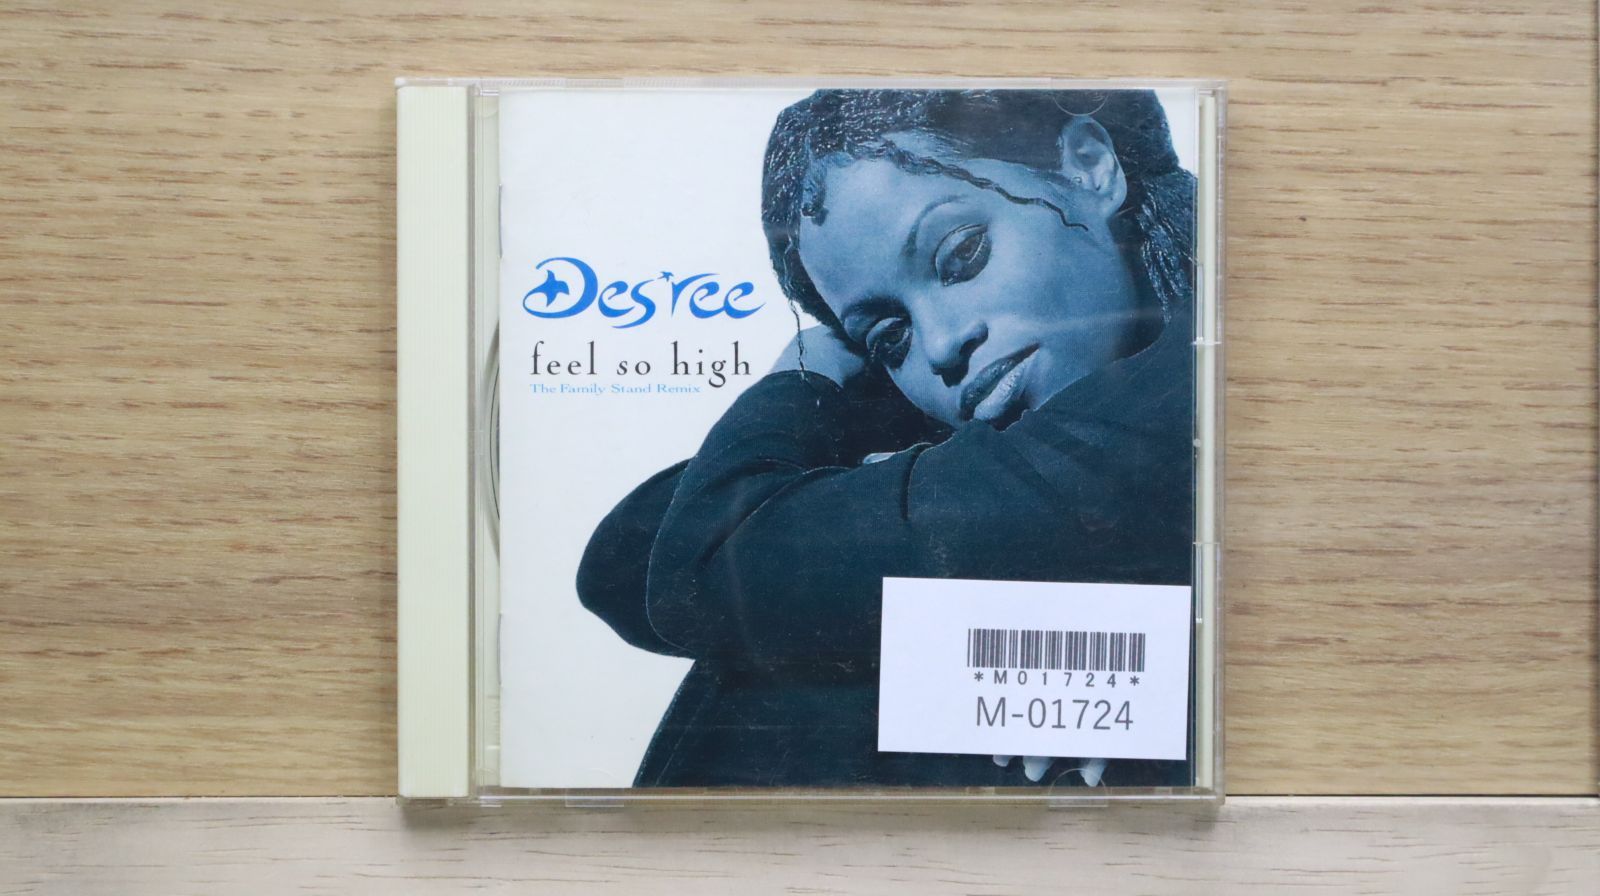 Des'ree
feel so high
The Family Stand Remix
*M01724*
M-01724